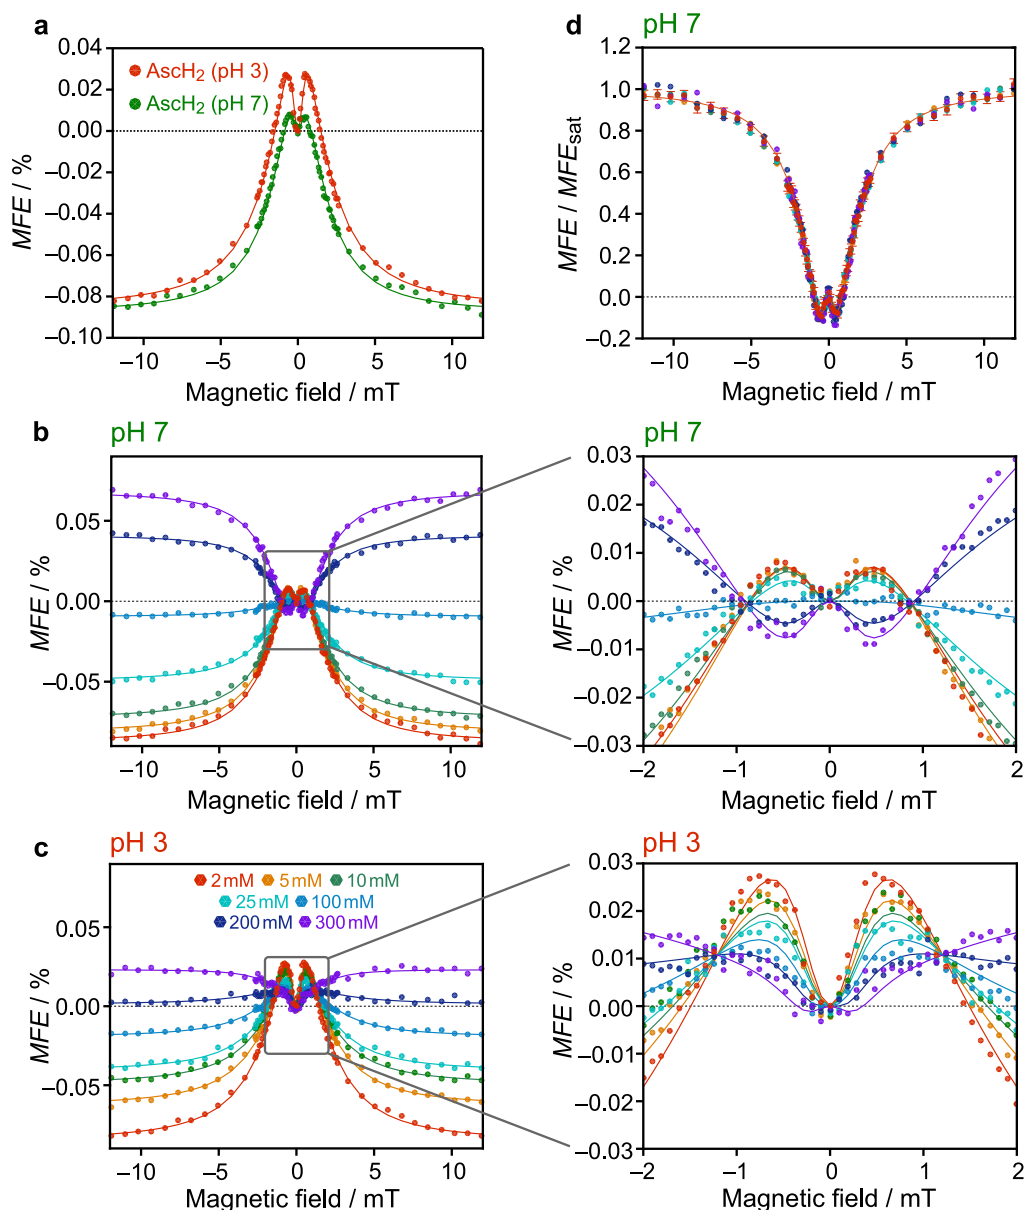 a
0.04
0.02
0.00
−0.02
−0.04
−0.06
−0.08
−0.10
MFE / %
AscH2 (pH 3)
AscH2 (pH 7)
−10 −5 0 5 10
Magnetic field / mT
d pH 7
1.2
1.0
0.8
0.6
0.4
0.2
0.0
−0.2
MFE / MFEsat
−10 −5 0 5 10
Magnetic field / mT
b pH 7
0.05
0.00
−0.05
MFE / %
−10 −5 0 5 10
Magnetic field / mT
0.03
0.02
0.01
0.00
−0.01
−0.02
−0.03
MFE / %
−2 −1 0 1 2
Magnetic field / mT
c pH 3
2 mM 5 mM 10 mM
25 mM 100 mM
200 mM 300 mM
0.05
0.00
−0.05
MFE / %
−10 −5 0 5 10
Magnetic field / mT
pH 3
0.03
0.02
0.01
0.00
−0.01
−0.02
−0.03
MFE / %
−2 −1 0 1 2
Magnetic field / mT